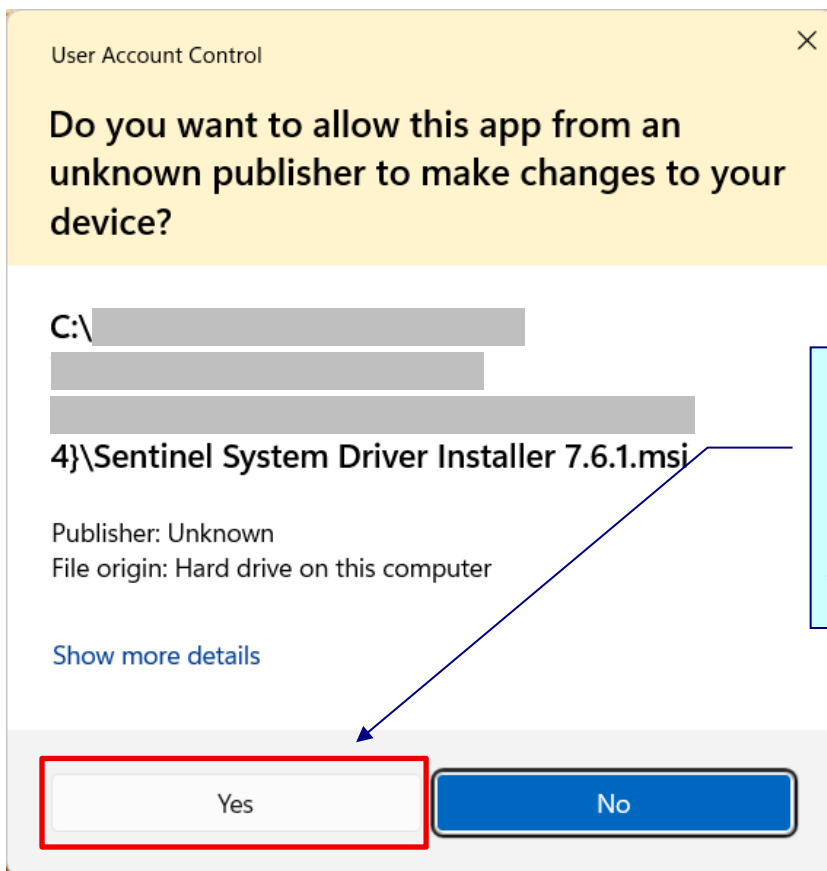 User Account Control
Do you want to allow this app from an
unknown publisher to make changes to your
device?
C:\
4}\Sentinel System Driver Installer 7.6.1.msi
Publisher: Unknown
File origin: Hard drive on this computer
Show more details
Yes
No